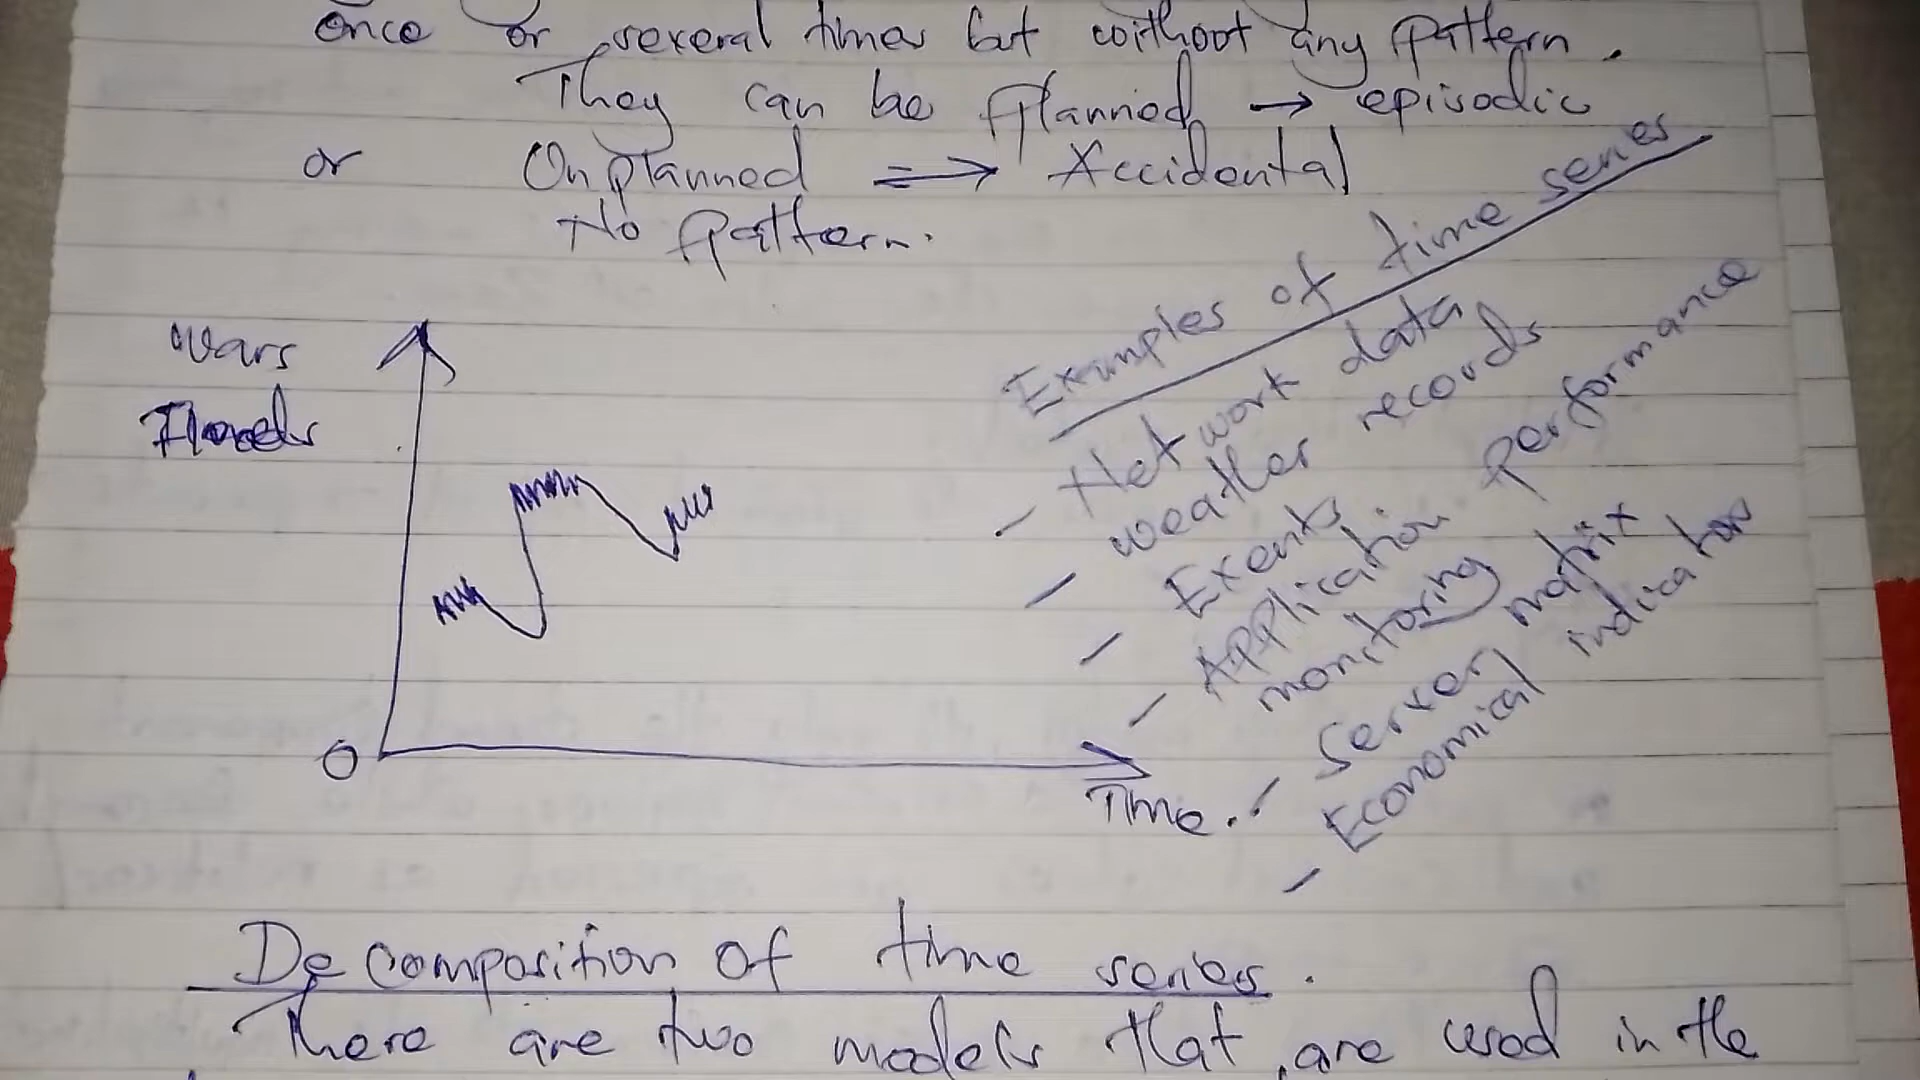 once or several times but without any pattern.
They can be planned → episodic
or Unplanned ⇒ Accidental
No pattern.
Wars
Floods
O
Time.
Examples of time series
- Network data
- weather records
- Events
- Application performance
monitoring
- Server matrix
- Economical indicator
Decomposition of time series.
There are two models that are used in the